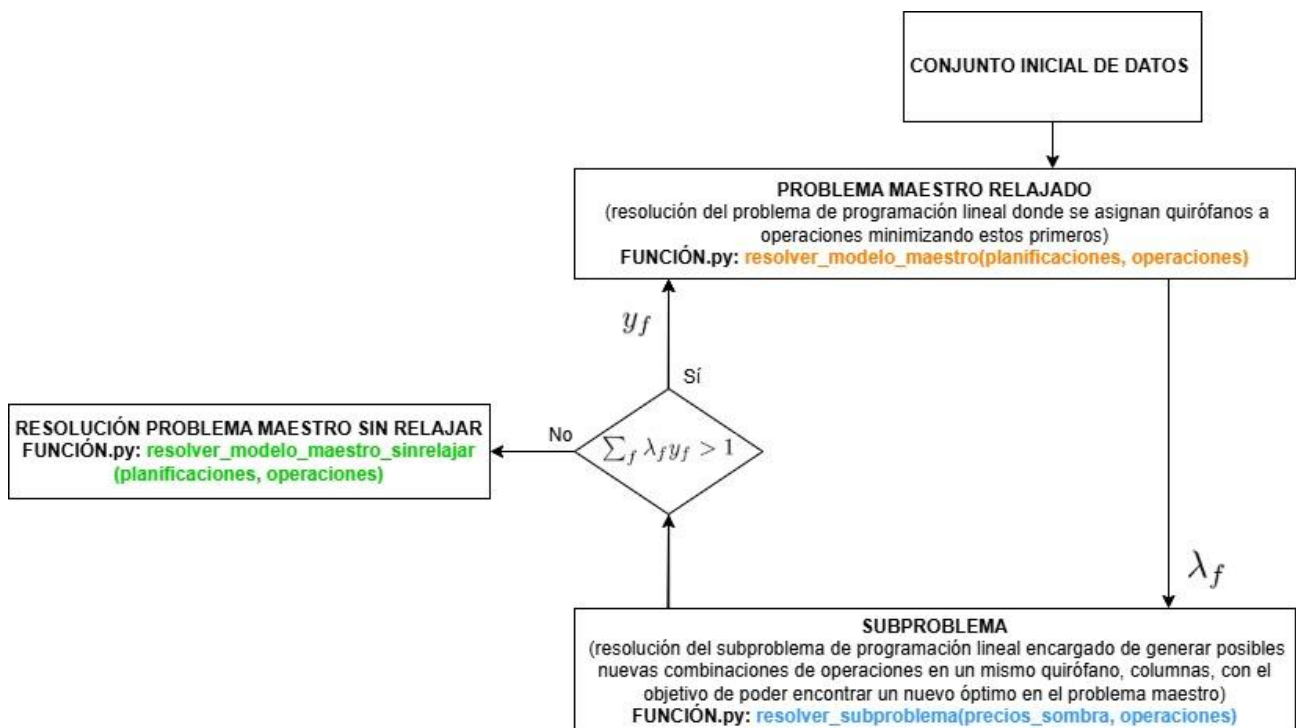 CONJUNTO INICIAL DE DATOS
PROBLEMA MAESTRO RELAJADO
(resolución del problema de programación lineal donde se asignan quirófanos a
operaciones minimizando estos primeros)
FUNCIÓN.py: resolver_modelo_maestro(planificaciones, operaciones)
y_f
Sí
RESOLUCIÓN PROBLEMA MAESTRO SIN RELAJAR
FUNCIÓN.py: resolver_modelo_maestro_sinrelajar
(planificaciones, operaciones)
No
∑_f λ_f y_f > 1
λ_f
SUBPROBLEMA
(resolución del subproblema de programación lineal encargado de generar posibles
nuevas combinaciones de operaciones en un mismo quirófano, columnas, con el
objetivo de poder encontrar un nuevo óptimo en el problema maestro)
FUNCIÓN.py: resolver_subproblema(precios_sombra, operaciones)